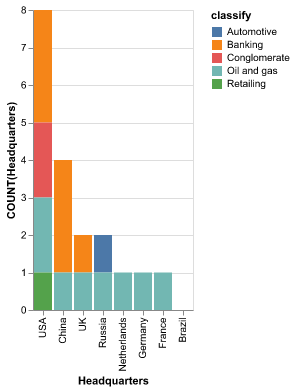 classify
Automotive
Banking
Conglomerate
Oil and gas
Retailing
COUNT(Headquarters)
8
7
6
5
4
3
2
1
0
USA
China
UK
Russia
Netherlands
Germany
France
Brazil
Headquarters